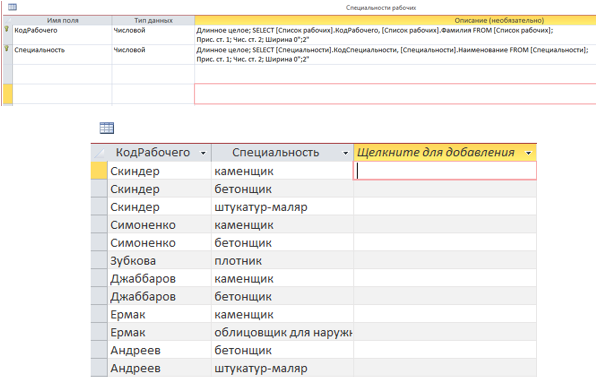 Специальности рабочих
Имя поля Тип данных Описание (необязательно)
КодРабочего Числовой Длинное целое; SELECT [Список рабочих].КодРабочего, [Список рабочих].Фамилия FROM [Список рабочих];
Прис. ст. 1; Чис. ст. 2; Ширина 0";2"
Специальность Числовой Длинное целое; SELECT [Специальности].КодСпециальности, [Специальности].Наименование FROM [Специальности];
Прис. ст. 1; Чис. ст. 2; Ширина 0";2"
КодРабочего Специальность Щелкните для добавления
Скиндер каменщик
Скиндер бетонщик
Скиндер штукатур-маляр
Симоненко каменщик
Симоненко бетонщик
Зубкова плотник
Джаббаров каменщик
Джаббаров бетонщик
Ермак каменщик
Ермак облицовщик для наружн
Андреев бетонщик
Андреев штукатур-маляр